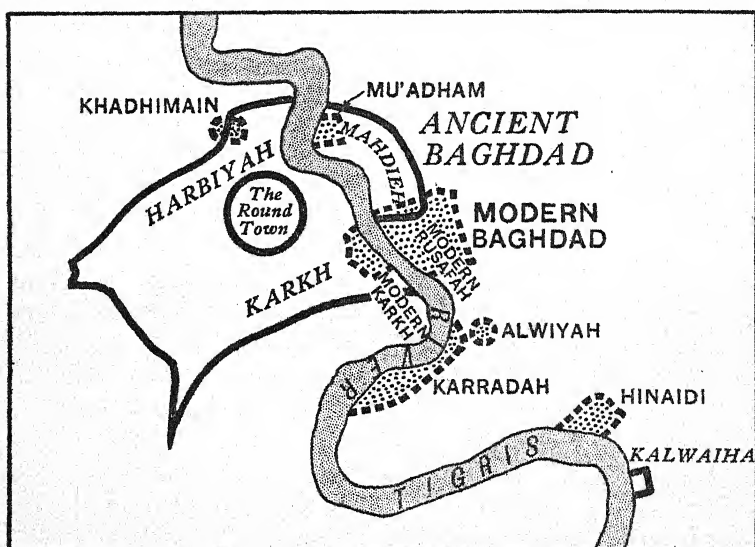 MU'ADHAM
KHADHIMAIN
ANCIENT
BAGHDAD
MAHDIEH
HARBIYAH
The
Round
Town
MODERN
BAGHDAD
MODERN
RUSAFAH
KARKH
MODERN
KARKH
ALWIYAH
KARRADAH
HINAIDI
KALWAIHA
RIVER
TIGRIS